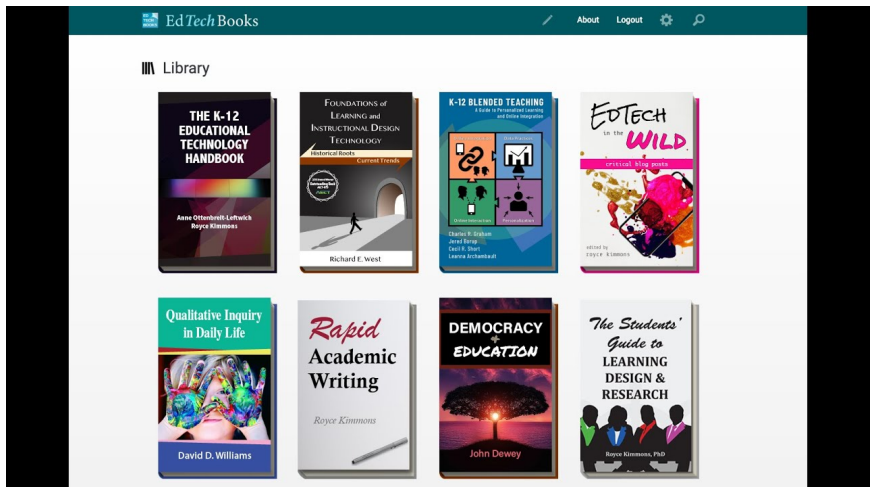 EdTech Books
About
Logout
Library
THE K-12
EDUCATIONAL
TECHNOLOGY
HANDBOOK
Anne Ottenbreit-Leftwich
Royce Kimmons
FOUNDATIONS of
LEARNING and
INSTRUCTIONAL DESIGN
TECHNOLOGY
Historical Roots
Current Trends
Richard E. West
K-12 BLENDED TEACHING
A Guide to Personalized Learning
and Online Integration
Online Interaction
Personalization
Charles R. Graham
Jered Borup
Cecil R. Short
Leanna Archambault
EDTECH
in the
WILD
critical blog posts
edited by
royce kimmons
Qualitative Inquiry
in Daily Life
David D. Williams
Rapid
Academic
Writing
Royce Kimmons
DEMOCRACY
&
EDUCATION
John Dewey
The Students'
Guide to
LEARNING
DESIGN &
RESEARCH
Royce Kimmons, PhD